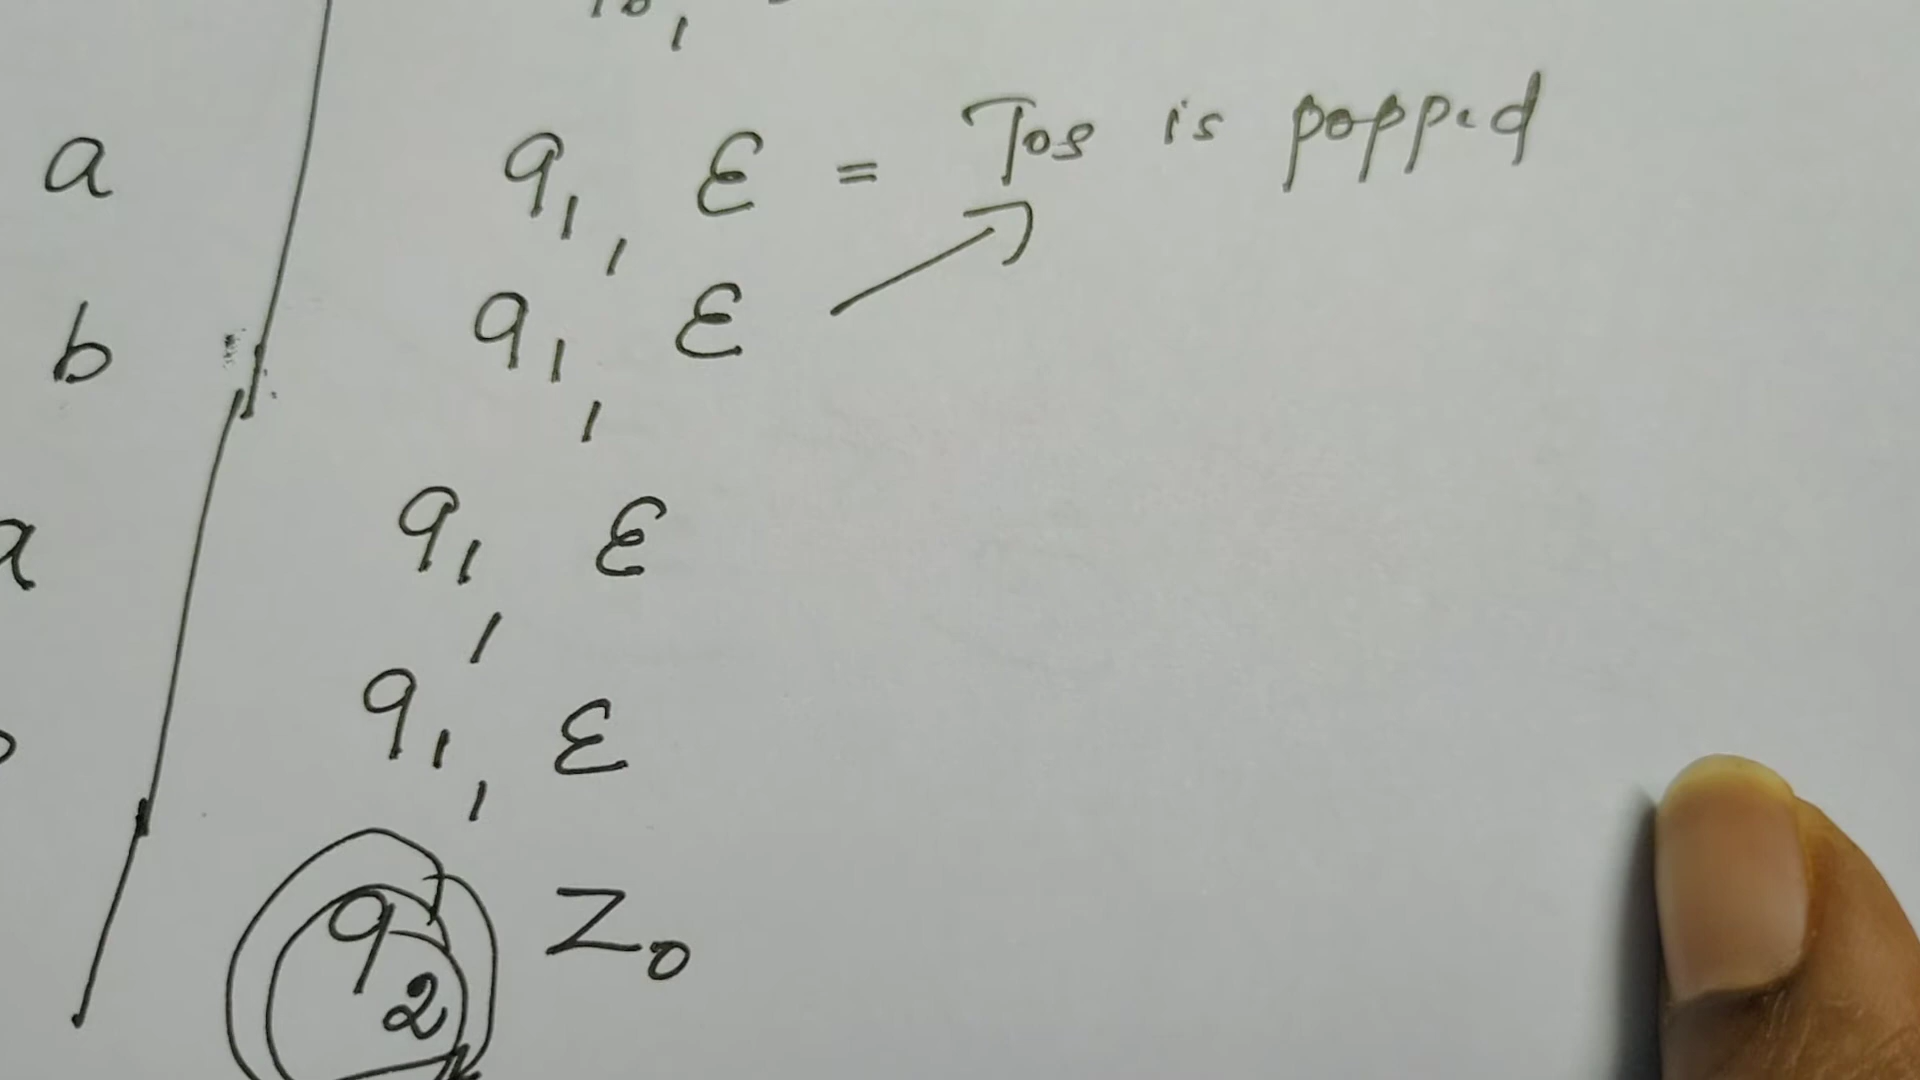 a q₁, ε = Tos is popped
b q₁, ε
a q₁, ε
q₁, ε
q₂ Z₀